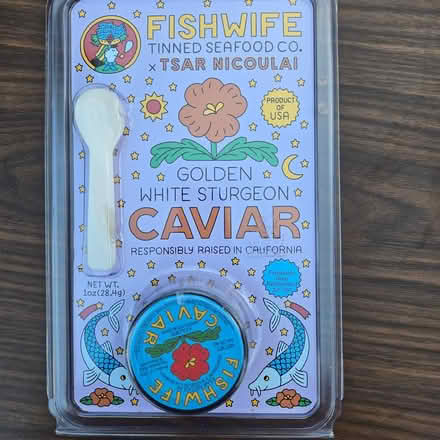 FISHWIFE
TINNED SEAFOOD CO.
× TSAR NICOULAI
PRODUCT
OF
USA
GOLDEN
WHITE STURGEON
CAVIAR
RESPONSIBLY RAISED IN CALIFORNIA
NET WT.
1oz (28.4g)
CAVIAR
FISHWIFE